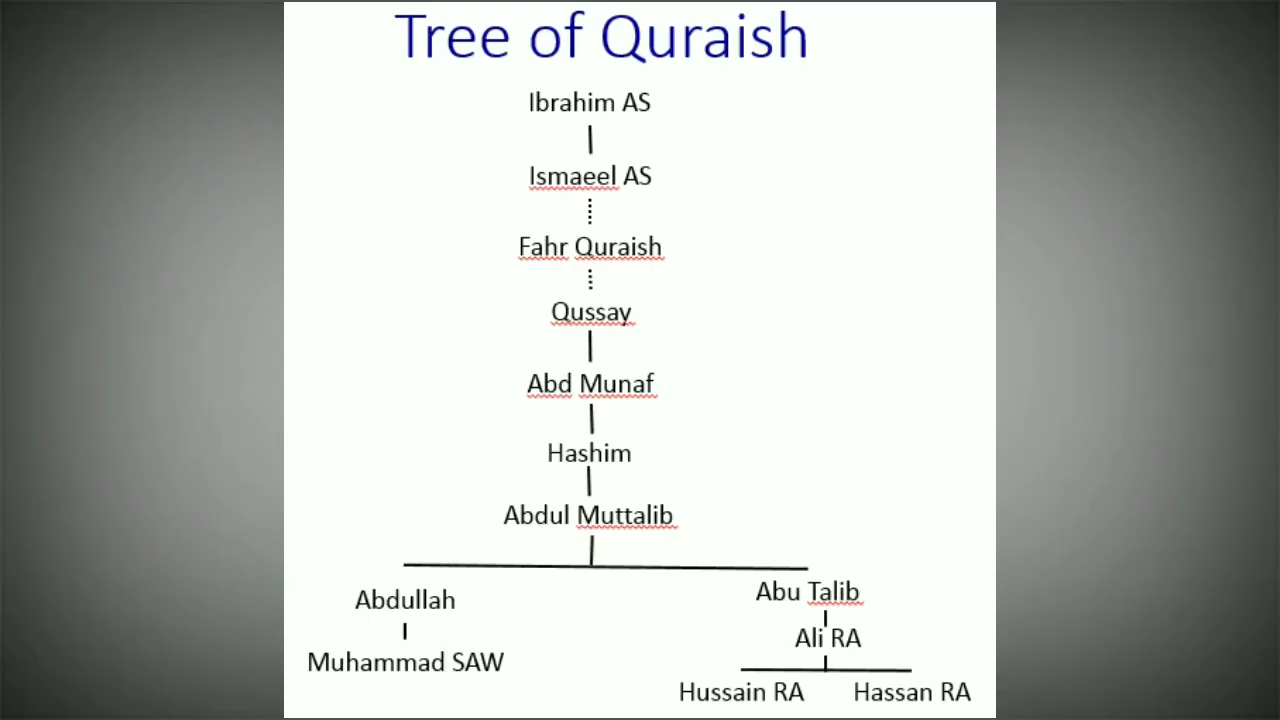 Tree of Quraish
Ibrahim AS
Ismaeel AS
Fahr Quraish
Qussay
Abd Munaf
Hashim
Abdul Muttalib
Abdullah
Abu Talib
Ali RA
Muhammad SAW
Hussain RA
Hassan RA